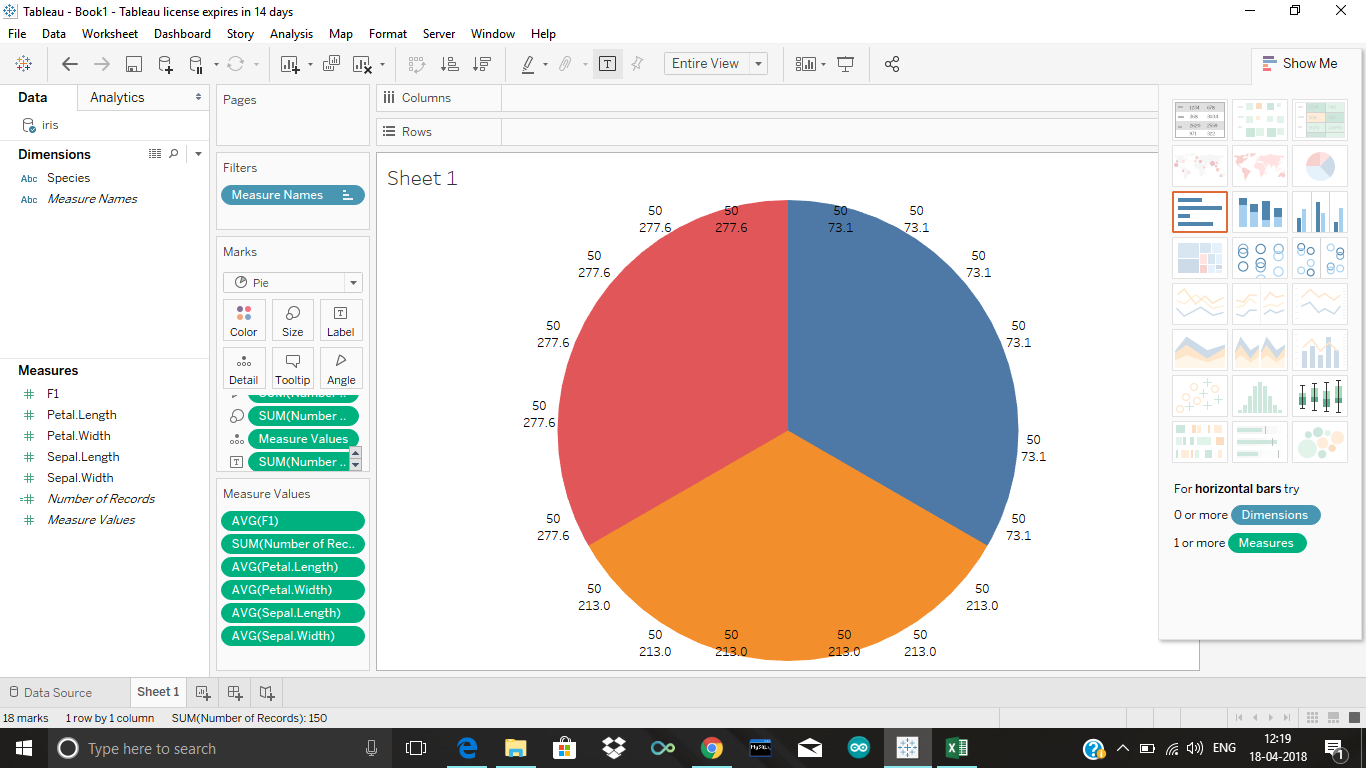 Tableau - Book1 - Tableau license expires in 14 days
File Data Worksheet Dashboard Story Analysis Map Format Server Window Help
Entire View
Show Me
Data Analytics
iris
Dimensions
Abc Species
Abc Measure Names
Measures
F1
Petal.Length
Petal.Width
Sepal.Length
Sepal.Width
Number of Records
Measure Values
Pages
Filters
Measure Names
Marks
Pie
Color Size Label
Detail Tooltip Angle
SUM(Number ..
Measure Values
SUM(Number ..
Measure Values
AVG(F1)
SUM(Number of Rec..
AVG(Petal.Length)
AVG(Petal.Width)
AVG(Sepal.Length)
AVG(Sepal.Width)
Columns
Rows
Sheet 1
50 50 50 50
277.6 277.6 73.1 73.1
50 50
277.6 73.1
50 50
277.6 73.1
50
277.6
50
73.1
50 50
277.6 73.1
50 50
213.0 213.0
50 50 50 50
213.0 213.0 213.0 213.0
For horizontal bars try
0 or more Dimensions
1 or more Measures
Data Source Sheet 1
18 marks 1 row by 1 column SUM(Number of Records): 150
Type here to search
ENG
12:19
18-04-2018
1